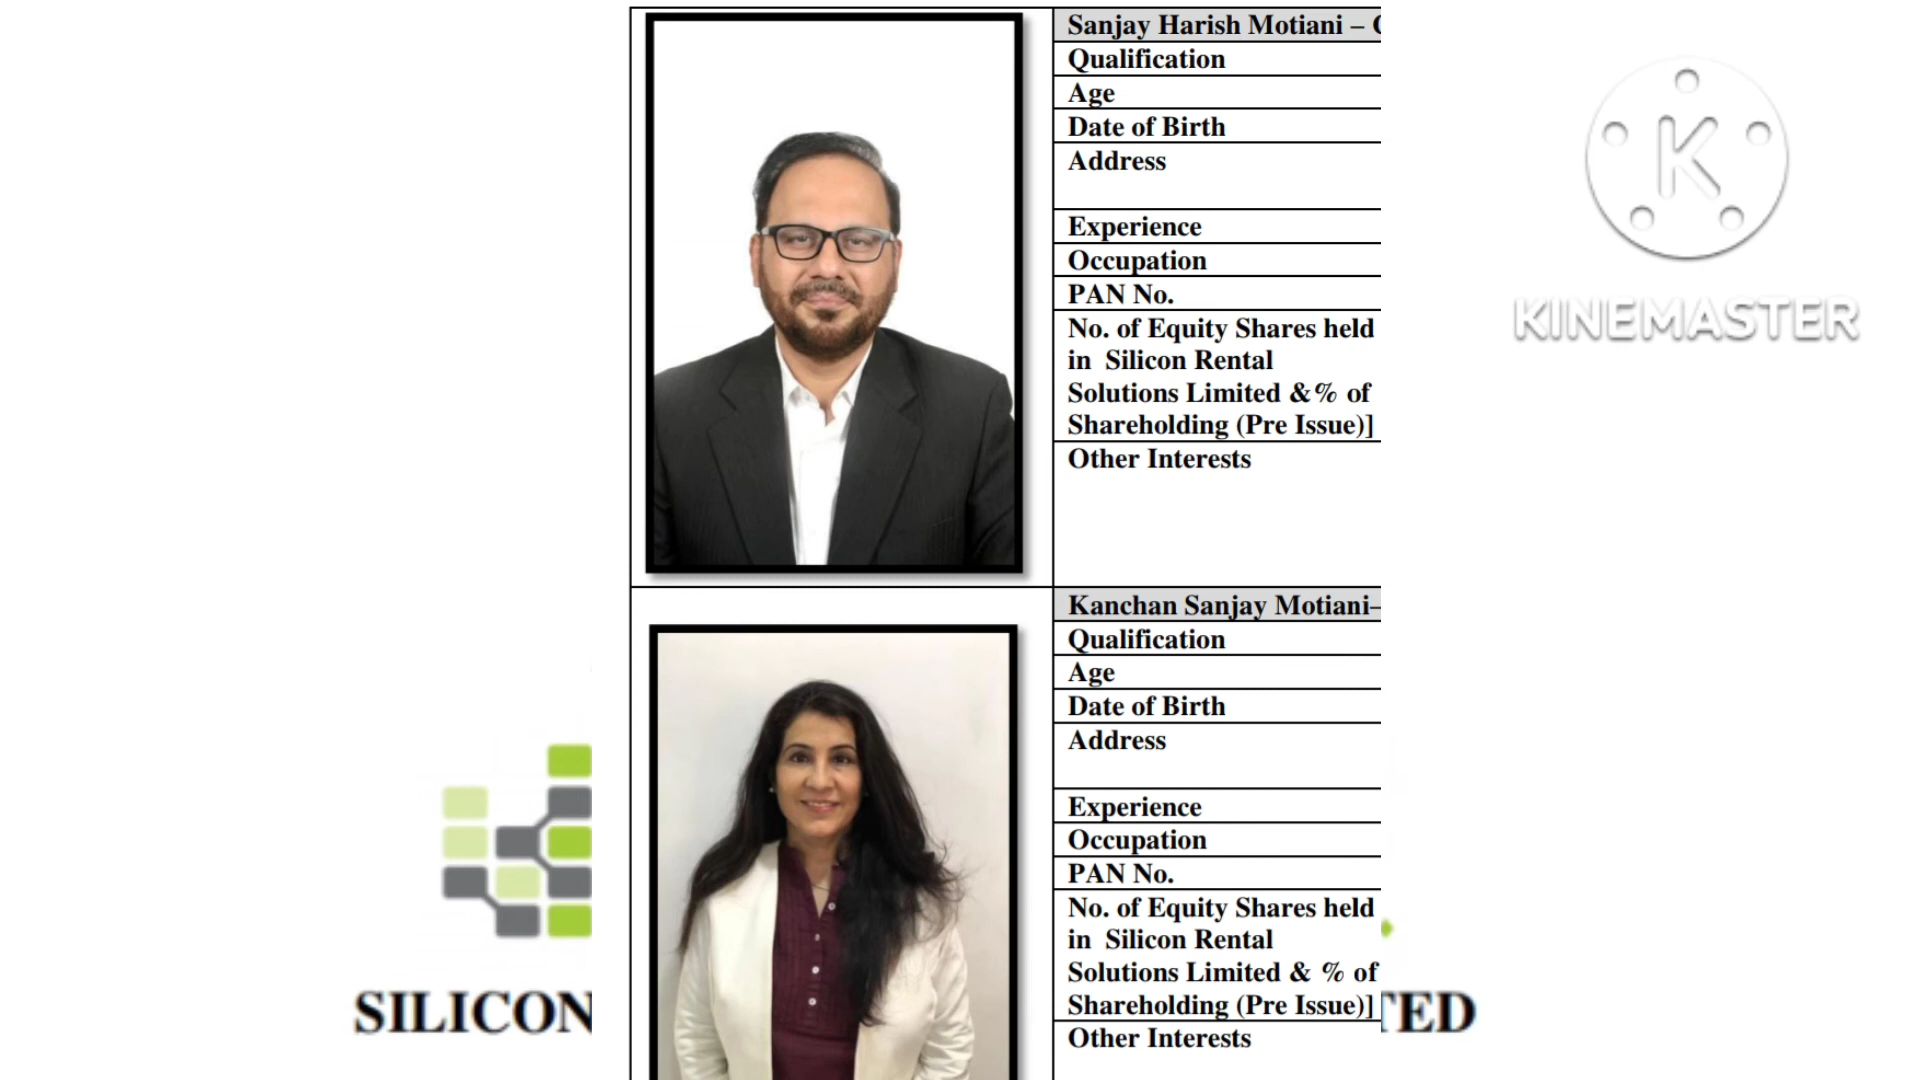 Sanjay Harish Motiani –
Qualification
Age
Date of Birth
Address
Experience
Occupation
PAN No.
No. of Equity Shares held
in Silicon Rental
Solutions Limited &% of
Shareholding (Pre Issue)]
Other Interests
KINEMASTER
Kanchan Sanjay Motiani–
Qualification
Age
Date of Birth
Address
Experience
Occupation
PAN No.
No. of Equity Shares held
in Silicon Rental
Solutions Limited & % of
Shareholding (Pre Issue)]
Other Interests
SILICON
TED